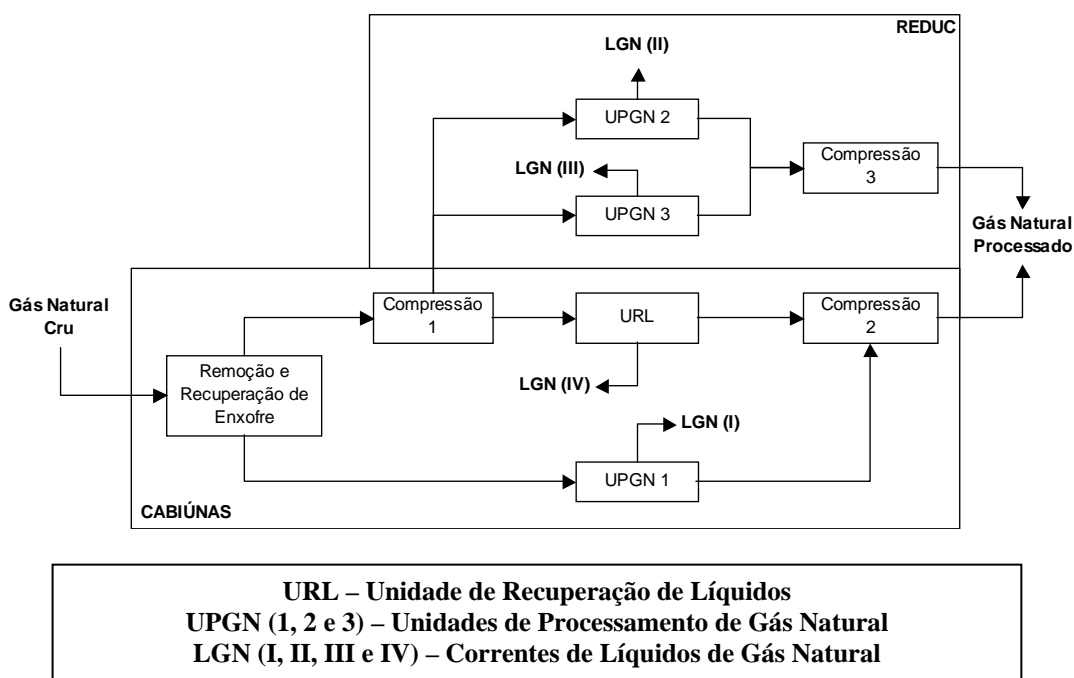 REDUC
LGN (II)
UPGN 2
LGN (III)
UPGN 3
Compressão
3
Gás Natural
Processado
Gás Natural
Cru
Compressão
1
URL
Compressão
2
Remoção e
Recuperação de
Enxofre
LGN (IV)
LGN (I)
UPGN 1
CABIÚNAS
URL – Unidade de Recuperação de Líquidos
UPGN (1, 2 e 3) – Unidades de Processamento de Gás Natural
LGN (I, II, III e IV) – Correntes de Líquidos de Gás Natural